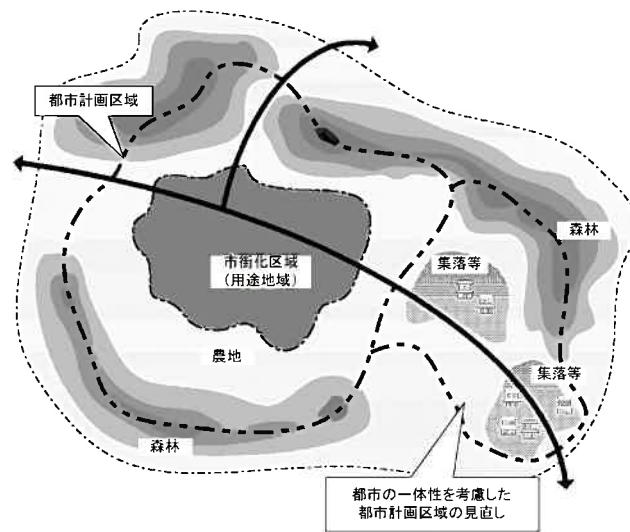 都市計画区域
森林
市街化区域
(用途地域)
集落等
農地
集落等
森林
都市の一体性を考慮した
都市計画区域の見直し